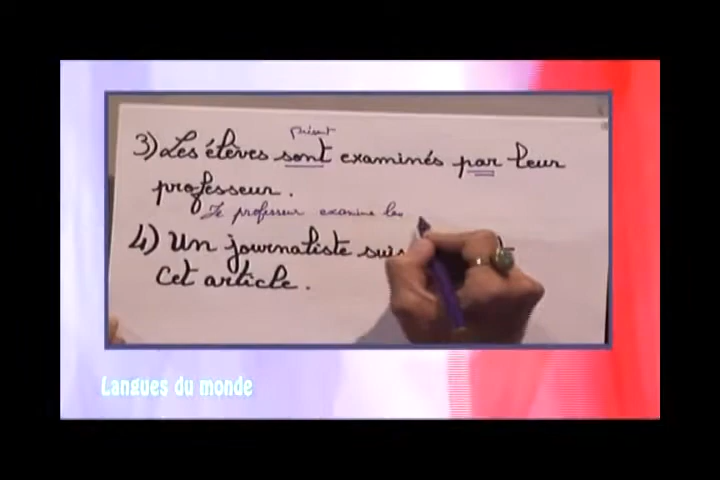 présent
3) Les élèves sont examinés par leur
professeur.
Le professeur examine les
4) Un journaliste suis
cet article.
Langues du monde